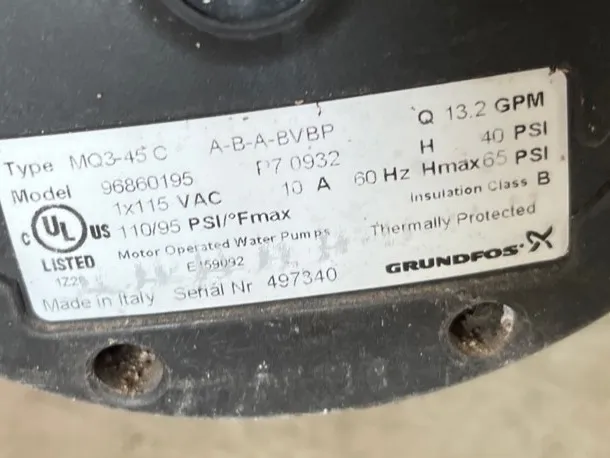 Type MQ3-45 C A-B-A-BVBP Q 13.2 GPM
Model 96860195 P7 0932 H 40 PSI
1x115 VAC 10 A 60 Hz Hmax 65 PSI
C UL US 110/95 PSI/°Fmax Insulation Class B
LISTED Motor Operated Water Pumps Thermally Protected
E159092
Made in Italy Serial Nr 497340 GRUNDFOS